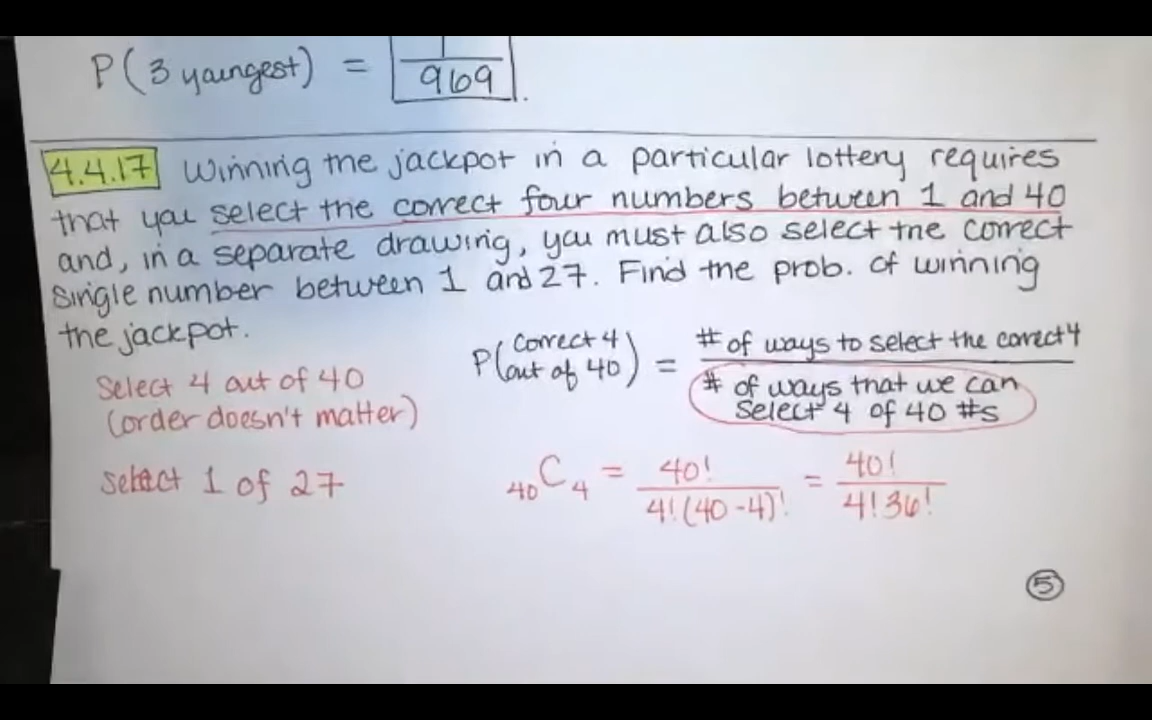 P(3 youngest) = 1/969.
4.4.17 Winning the jackpot in a particular lottery requires
that you select the correct four numbers between 1 and 40
and, in a separate drawing, you must also select the correct
single number between 1 and 27. Find the prob. of winning
the jackpot.
P(correct 4 out of 40) = # of ways to select the correct 4 / # of ways that we can select 4 of 40 #s
Select 4 out of 40
(order doesn't matter)
select 1 of 27
40C4 = 40! / 4!(40-4)! = 40! / 4!36!
5